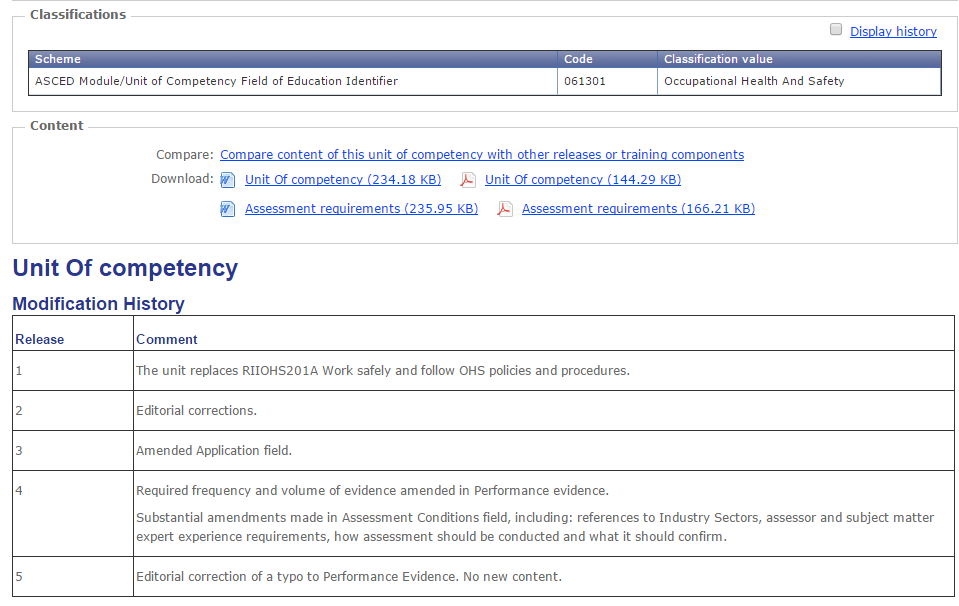 Classifications
Display history
Scheme Code Classification value
ASCED Module/Unit of Competency Field of Education Identifier 061301 Occupational Health And Safety
Content
Compare: Compare content of this unit of competency with other releases or training components
Download: Unit Of competency (234.18 KB) Unit Of competency (144.29 KB)
Assessment requirements (235.95 KB) Assessment requirements (166.21 KB)
Unit Of competency
Modification History
Release Comment
1 The unit replaces RIIOHS201A Work safely and follow OHS policies and procedures.
2 Editorial corrections.
3 Amended Application field.
4 Required frequency and volume of evidence amended in Performance evidence.
Substantial amendments made in Assessment Conditions field, including: references to Industry Sectors, assessor and subject matter
expert experience requirements, how assessment should be conducted and what it should confirm.
5 Editorial correction of a typo to Performance Evidence. No new content.